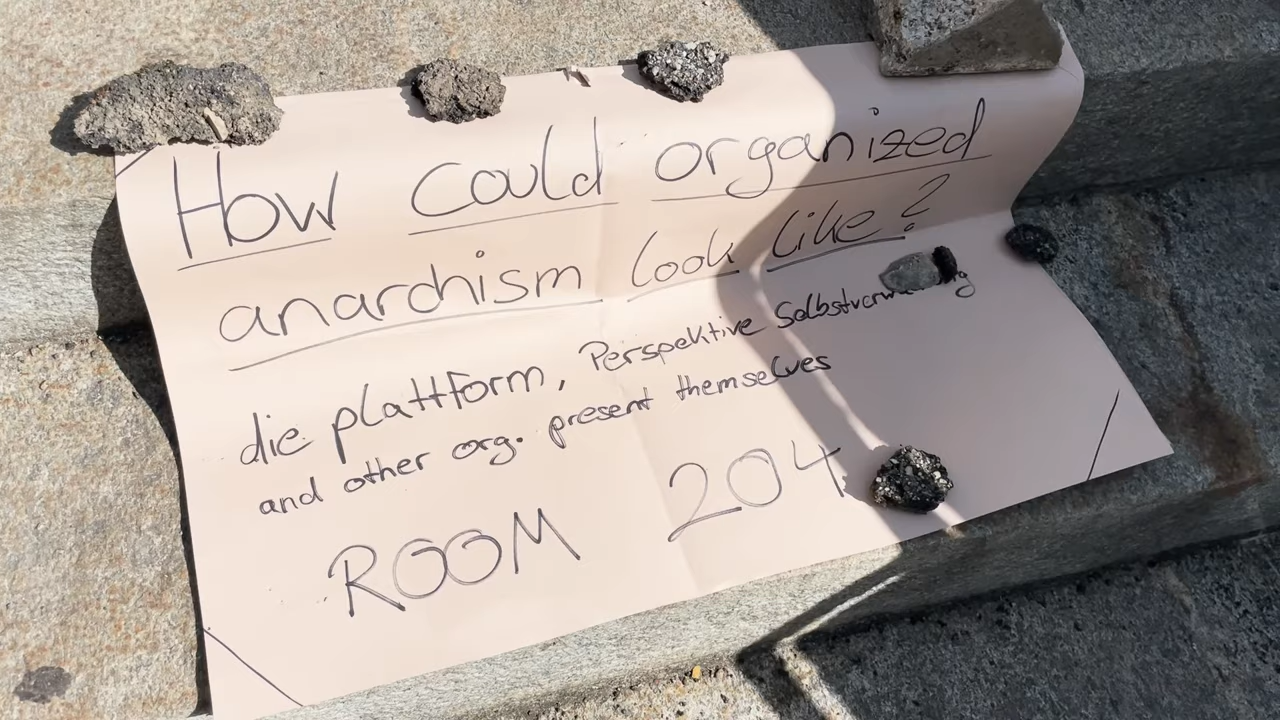 How could organized
anarchism look like?
die plattform, Perspektive
and other org. present themselves
ROOM 204